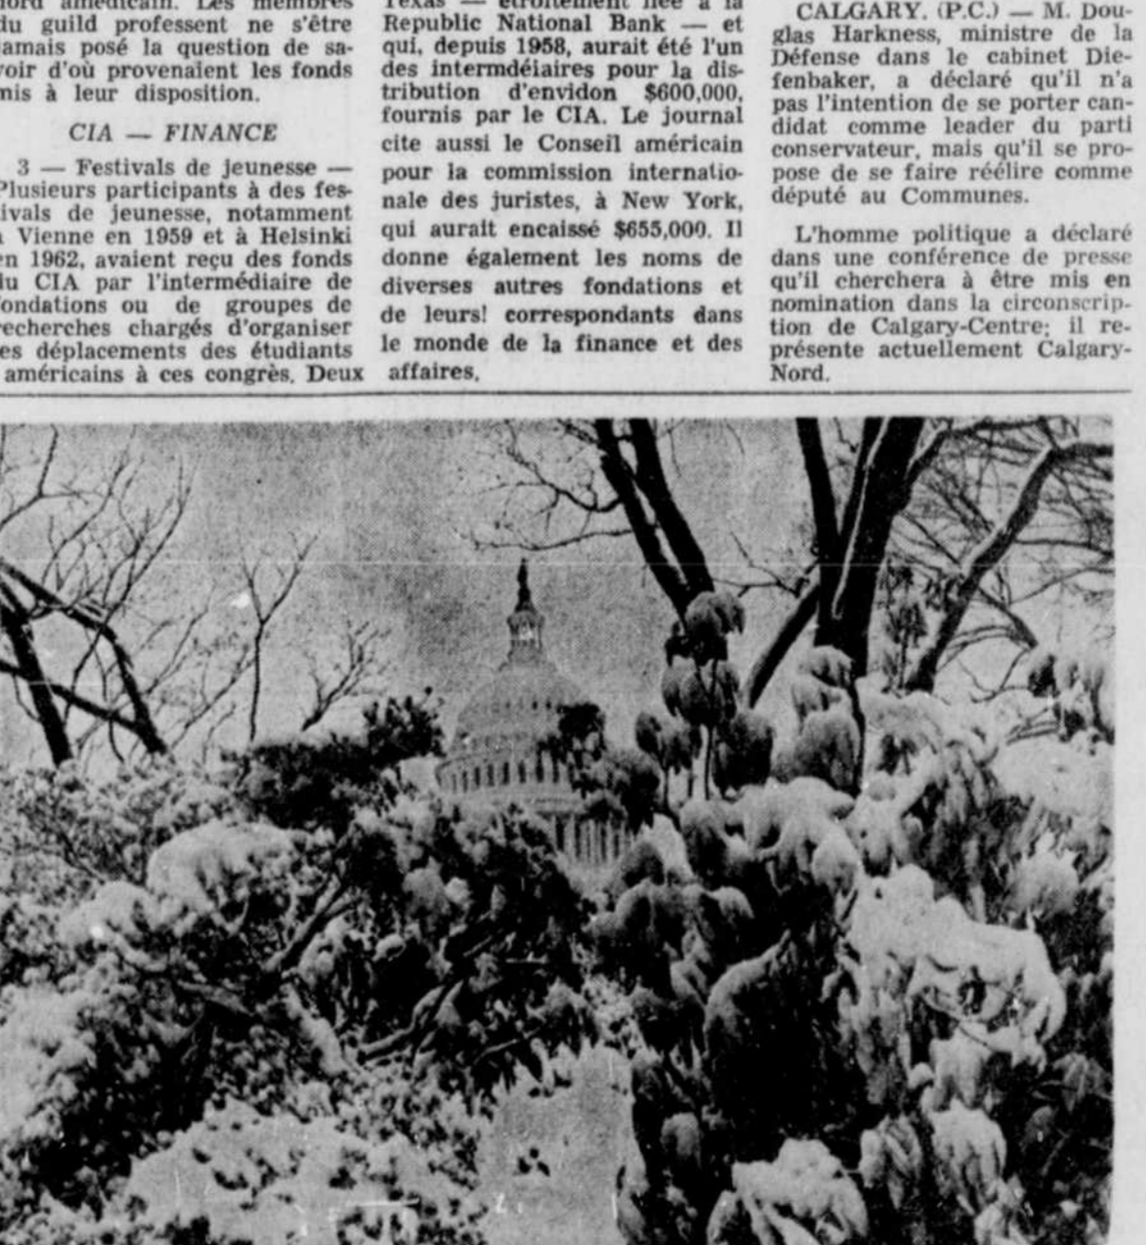 nord américain. Les membres
du guild professent ne s'être
jamais posé la question de sa-
voir d'où provenaient les fonds
mis à leur disposition.
CIA — FINANCE
3 — Festivals de jeunesse —
Plusieurs participants à des fes-
ivals de jeunesse, notamment
Vienne en 1959 et à Helsinki
en 1962, avaient reçu des fonds
du CIA par l'intermédiaire de
fondations ou de groupes de
recherches chargés d'organiser
es déplacements des étudiants
américains à ces congrès. Deux
Texas — étroitement liée à la
Republic National Bank — et
qui, depuis 1958, aurait été l'un
des intermdéiaires pour la dis-
tribution d'envidon $600,000,
fournis par le CIA. Le journal
cite aussi le Conseil américain
pour la commission internatio-
nale des juristes, à New York,
qui aurait encaissé $655,000. Il
donne également les noms de
diverses autres fondations et
de leurs! correspondants dans
le monde de la finance et des
affaires.
CALGARY. (P.C.) — M. Dou-
glas Harkness, ministre de la
Défense dans le cabinet Die-
fenbaker, a déclaré qu'il n'a
pas l'intention de se porter can-
didat comme leader du parti
conservateur, mais qu'il se pro-
pose de se faire réélire comme
député au Communes.
L'homme politique a déclaré
dans une conférence de presse
qu'il cherchera à être mis en
nomination dans la circonscrip-
tion de Calgary-Centre; il re-
présente actuellement Calgary-
Nord.